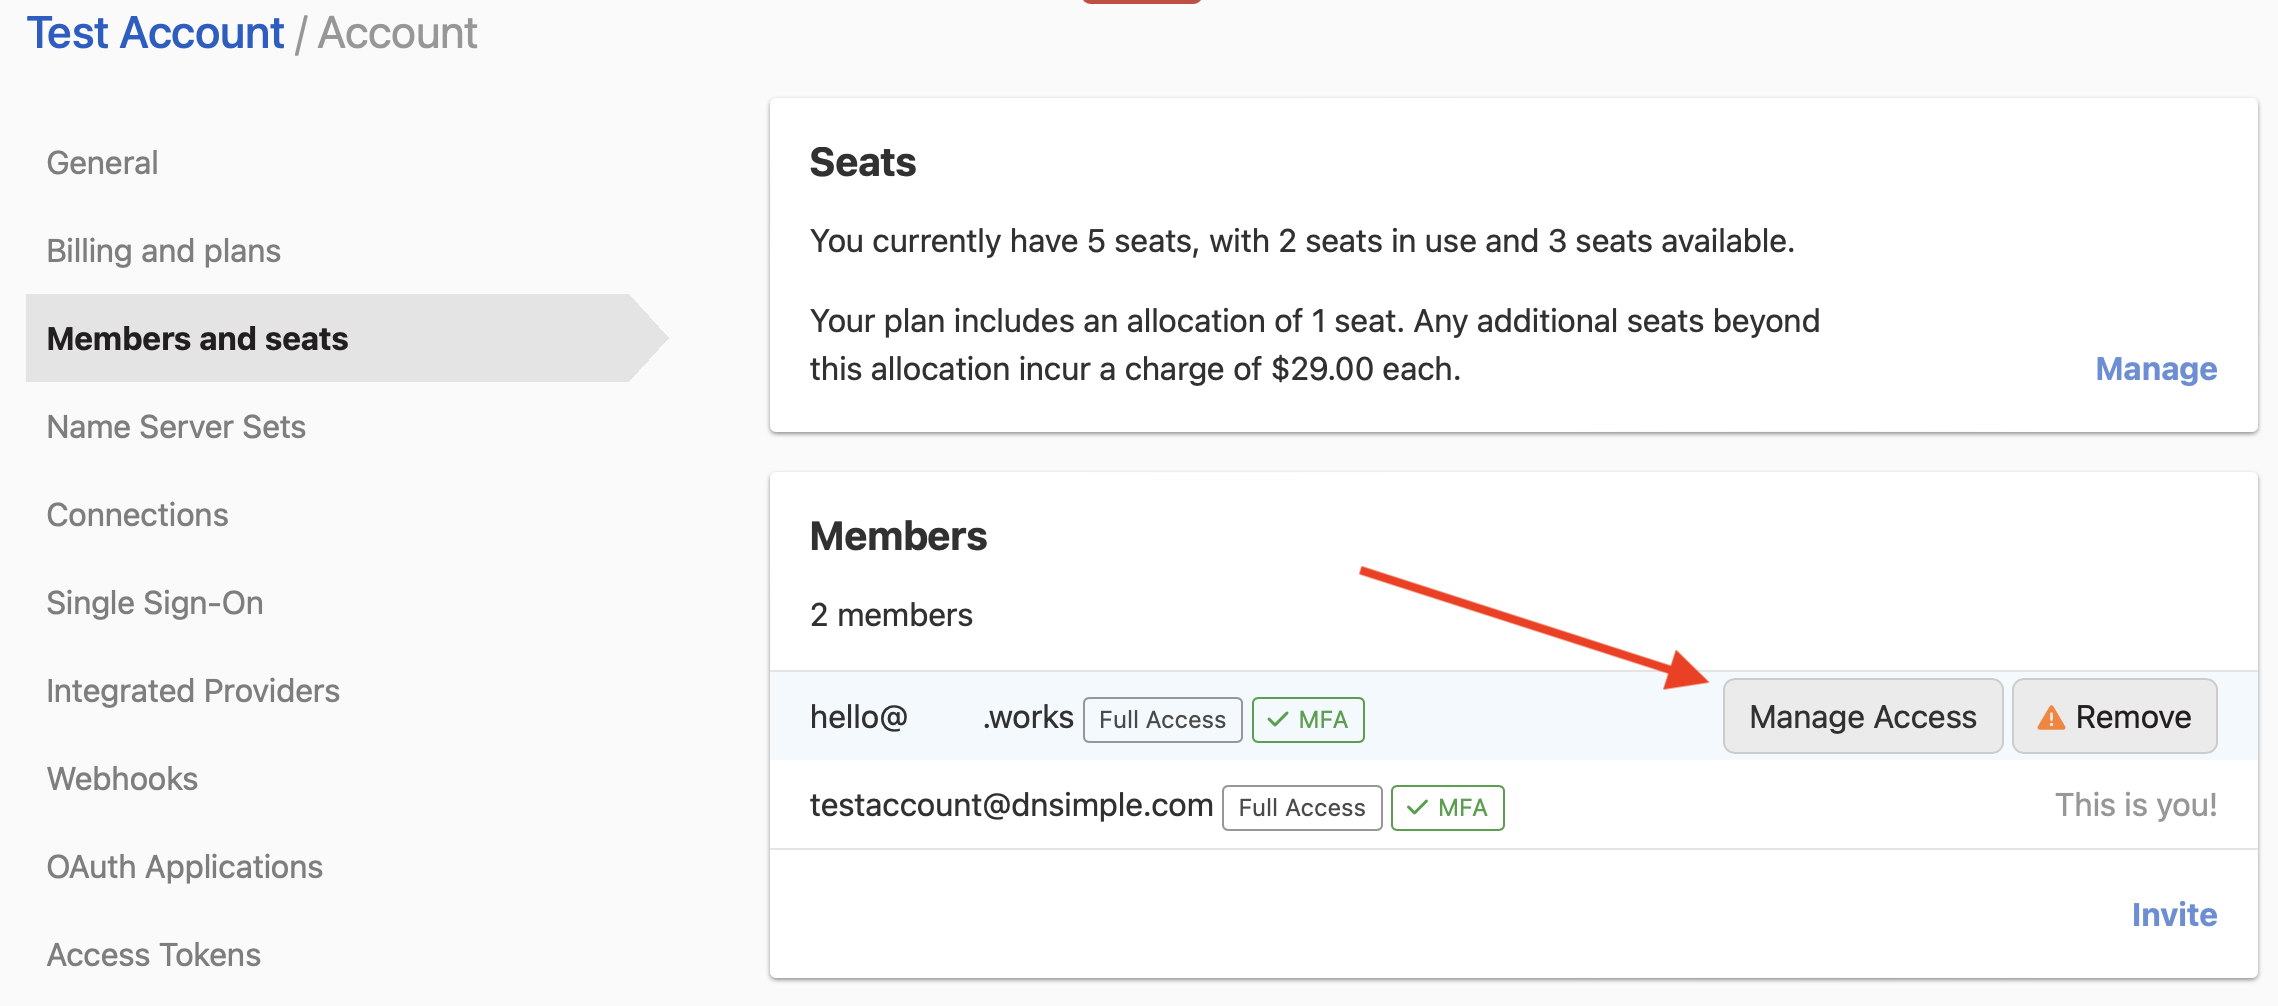 Test Account / Account
General
Billing and plans
Members and seats
Name Server Sets
Connections
Single Sign-On
Integrated Providers
Webhooks
OAuth Applications
Access Tokens
Seats
You currently have 5 seats, with 2 seats in use and 3 seats available.
Your plan includes an allocation of 1 seat. Any additional seats beyond
this allocation incur a charge of $29.00 each.
Manage
Members
2 members
hello@ .works Full Access ✓ MFA Manage Access Remove
testaccount@dnsimple.com Full Access ✓ MFA This is you!
Invite